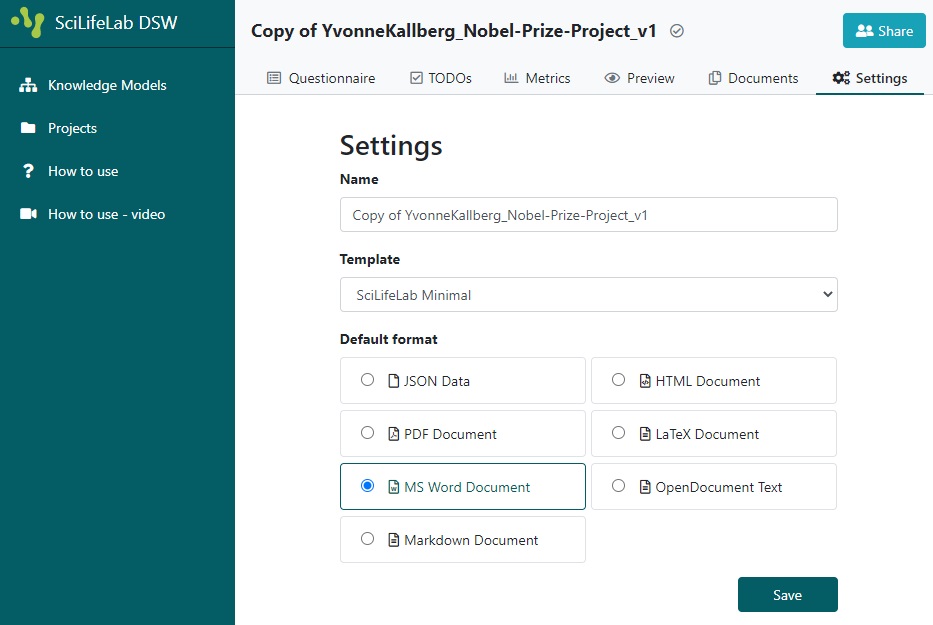 SciLifeLab DSW
Knowledge Models
Projects
How to use
How to use - video
Copy of YvonneKallberg_Nobel-Prize-Project_v1
Share
Questionnaire
TODOs
Metrics
Preview
Documents
Settings
Settings
Name
Copy of YvonneKallberg_Nobel-Prize-Project_v1
Template
SciLifeLab Minimal
Default format
JSON Data
HTML Document
PDF Document
LaTeX Document
MS Word Document
OpenDocument Text
Markdown Document
Save